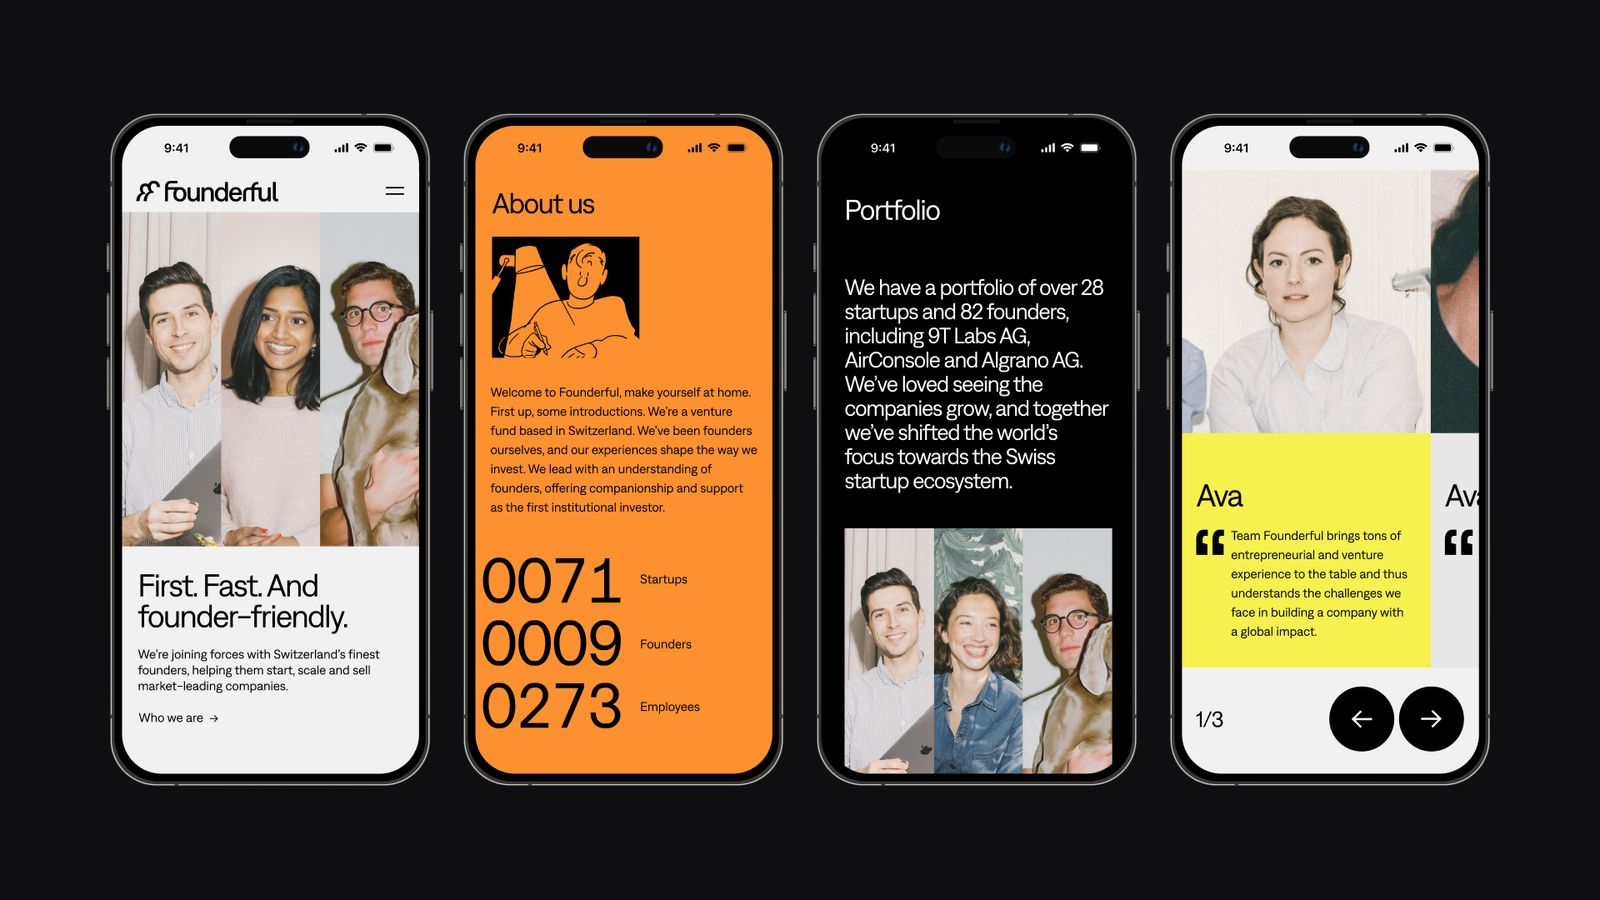 9:41
Founderful
First. Fast. And
founder–friendly.
We're joining forces with Switzerland's finest
founders, helping them start, scale and sell
market–leading companies.
Who we are →
9:41
About us
Welcome to Founderful, make yourself at home.
First up, some introductions. We're a venture
fund based in Switzerland. We've been founders
ourselves, and our experiences shape the way we
invest. We lead with an understanding of
founders, offering companionship and support
as the first institutional investor.
0071 Startups
0009 Founders
0273 Employees
9:41
Portfolio
We have a portfolio of over 28
startups and 82 founders,
including 9T Labs AG,
AirConsole and Algrano AG.
We've loved seeing the
companies grow, and together
we've shifted the world's
focus towards the Swiss
startup ecosystem.
9:41
Ava
“ Team Founderful brings tons of
entrepreneurial and venture
experience to the table and thus
understands the challenges we
face in building a company with
a global impact.
Ava
“
1/3 ← →